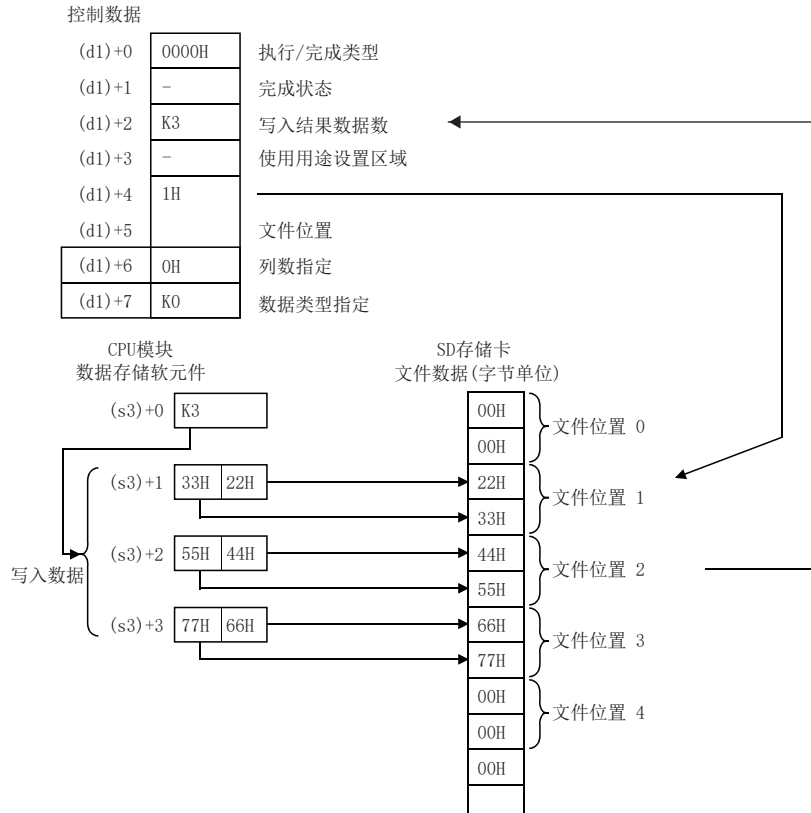 控制数据
(d1)+0 0000H 执行/完成类型
(d1)+1 - 完成状态
(d1)+2 K3 写入结果数据数
(d1)+3 - 使用用途设置区域
(d1)+4 1H
(d1)+5 文件位置
(d1)+6 0H 列数指定
(d1)+7 K0 数据类型指定
CPU模块
数据存储软元件
SD存储卡
文件数据(字节单位)
(s3)+0 K3
00H
文件位置 0
00H
(s3)+1 33H 22H
22H
文件位置 1
33H
(s3)+2 55H 44H
44H
文件位置 2
写入数据
55H
(s3)+3 77H 66H
66H
文件位置 3
77H
00H
文件位置 4
00H
00H